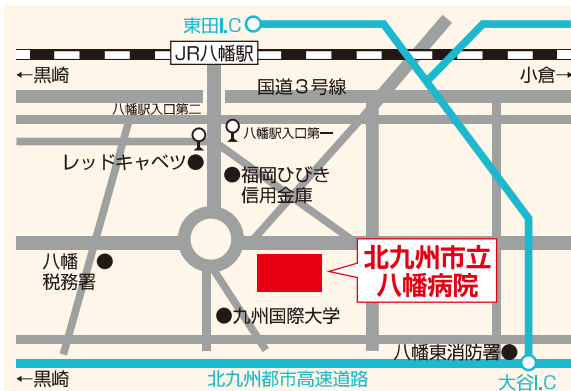 東田I.C
JR八幡駅
←黒崎
小倉→
国道3号線
八幡駅入口第二
八幡駅入口第一
レッドキャベツ
福岡ひびき
信用金庫
北九州市立
八幡病院
八幡
税務署
九州国際大学
八幡東消防署
←黒崎
北九州都市高速道路
大谷I.C